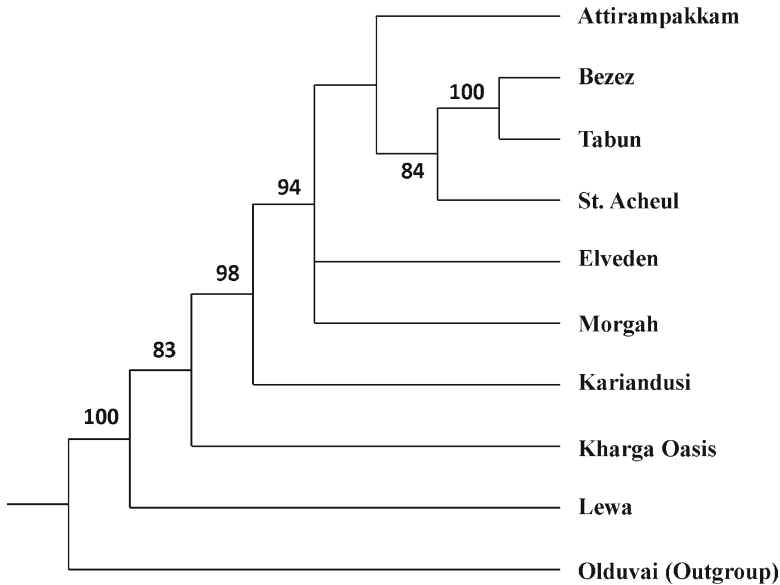 Attirampakkam
Bezez
100
Tabun
84
St. Acheul
94
Elveden
98
Morgah
83
Kariandusi
100
Kharga Oasis
Lewa
Olduvai (Outgroup)